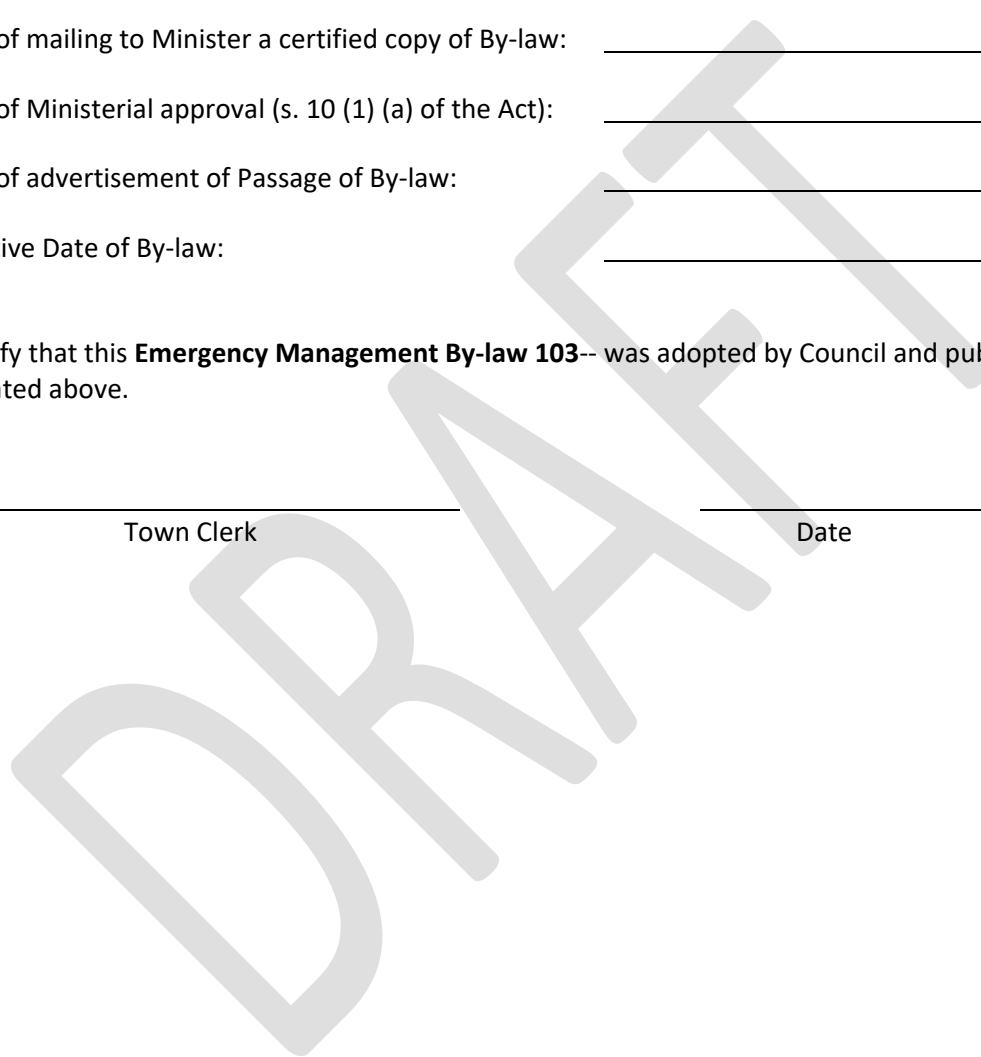 of mailing to Minister a certified copy of By-law:
of Ministerial approval (s. 10 (1) (a) of the Act):
of advertisement of Passage of By-law:
ive Date of By-law:
fy that this Emergency Management By-law 103-- was adopted by Council and pub
ated above.
Town Clerk Date
DRAFT